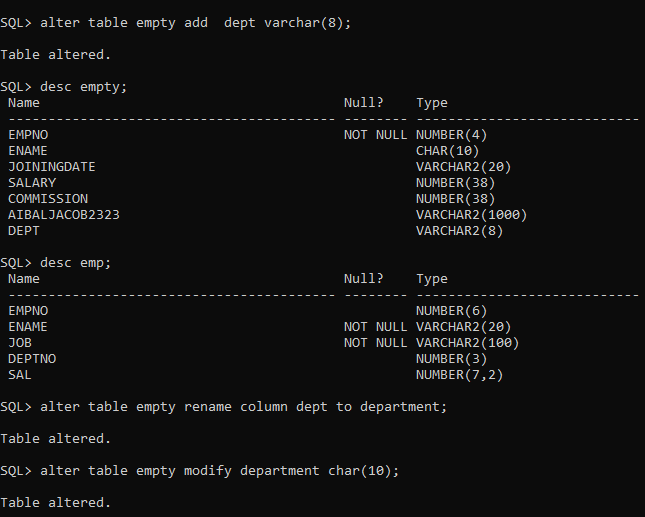 SQL> alter table empty add  dept varchar(8);
Table altered.
SQL> desc empty;
 Name                                      Null?    Type
 ----------------------------------------- -------- ----------------------------
 EMPNO                                     NOT NULL NUMBER(4)
 ENAME                                              CHAR(10)
 JOININGDATE                                        VARCHAR2(20)
 SALARY                                             NUMBER(38)
 COMMISSION                                         NUMBER(38)
 AIBALJACOB2323                                     VARCHAR2(1000)
 DEPT                                               VARCHAR2(8)
SQL> desc emp;
 Name                                      Null?    Type
 ----------------------------------------- -------- ----------------------------
 EMPNO                                              NUMBER(6)
 ENAME                                     NOT NULL VARCHAR2(20)
 JOB                                       NOT NULL VARCHAR2(100)
 DEPTNO                                             NUMBER(3)
 SAL                                                NUMBER(7,2)
SQL> alter table empty rename column dept to department;
Table altered.
SQL> alter table empty modify department char(10);
Table altered.